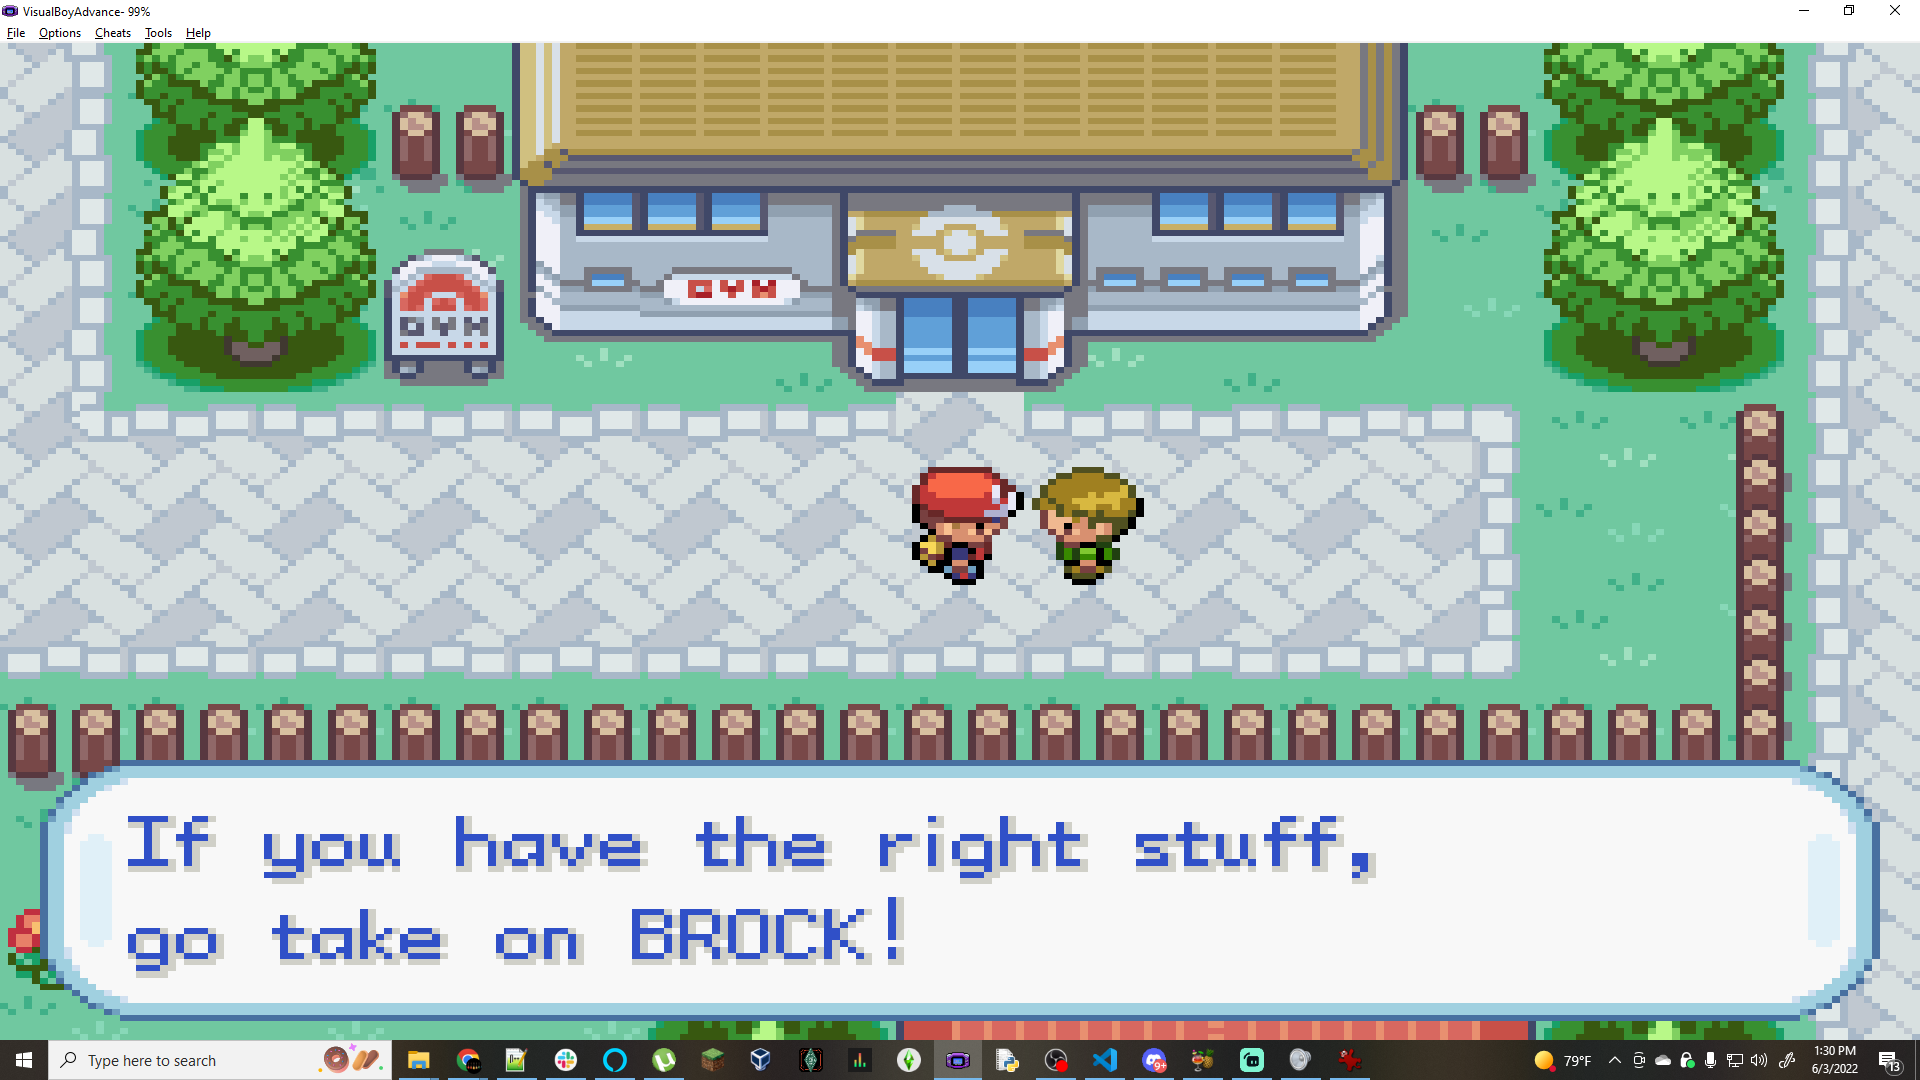 VisualBoyAdvance- 99%
File Options Cheats Tools Help
GYM
GYM
If you have the right stuff,
go take on BROCK!
Type here to search
9+
79°F
1:30 PM
6/3/2022
13